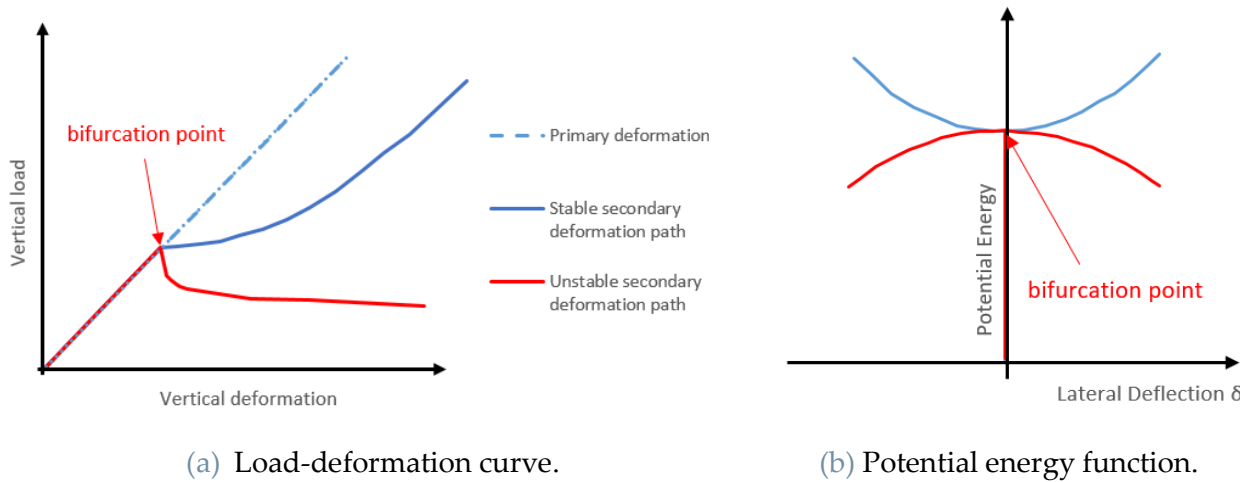 bifurcation point
Vertical load
Vertical deformation
Primary deformation
Stable secondary
deformation path
Unstable secondary
deformation path
Potential Energy
bifurcation point
Lateral Deflection δ
(a) Load-deformation curve.
(b) Potential energy function.